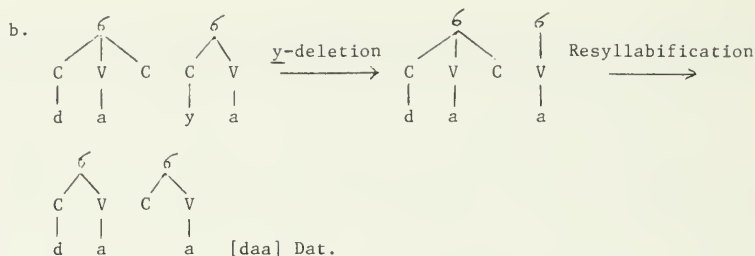 b. σ σ σ σ
y-deletion Resyllabification
C V C C V C V C V
d a y a d a a
σ σ
C V C V
d a a [daa] Dat.